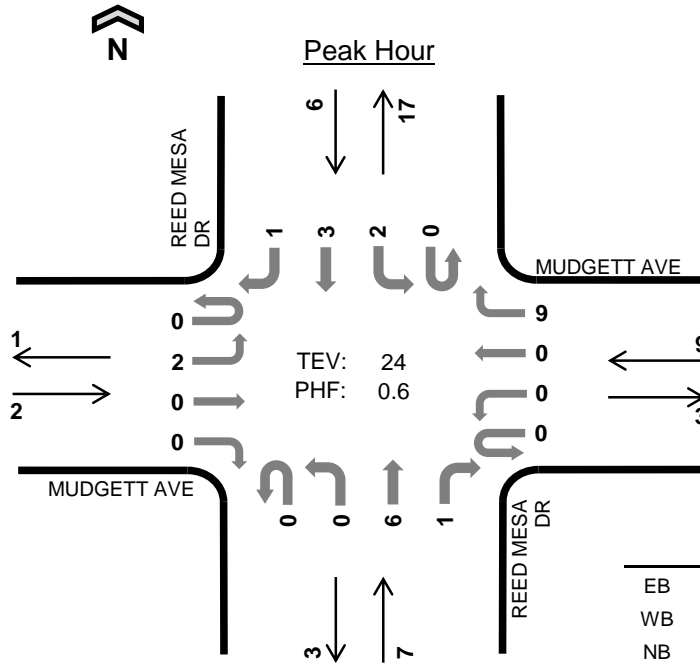 N
Peak Hour
6
17
REED MESA
DR
1
3
2
0
MUDGETT AVE
0
2
0
0
9
0
0
0
TEV: 24
PHF: 0.6
1
2
9
3
MUDGETT AVE
0
0
6
1
REED MESA
DR
3
7
EB
WB
NB